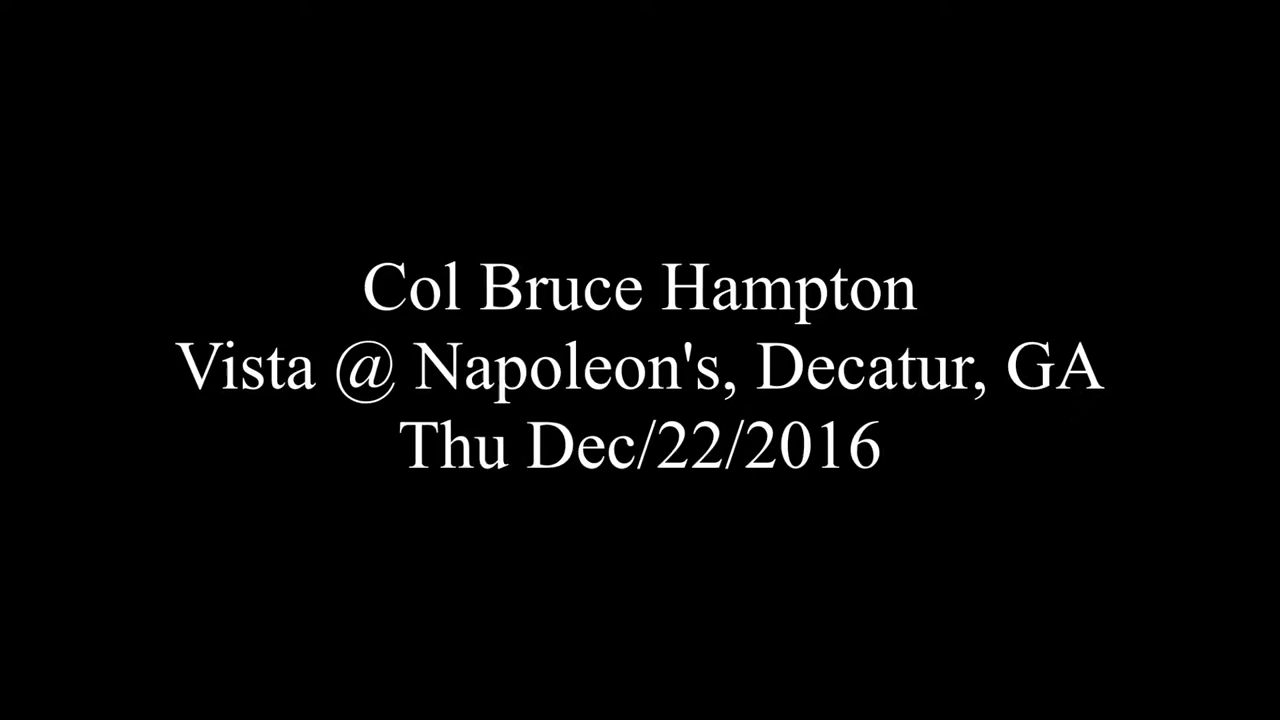 Col Bruce Hampton
Vista @ Napoleon's, Decatur, GA
Thu Dec/22/2016